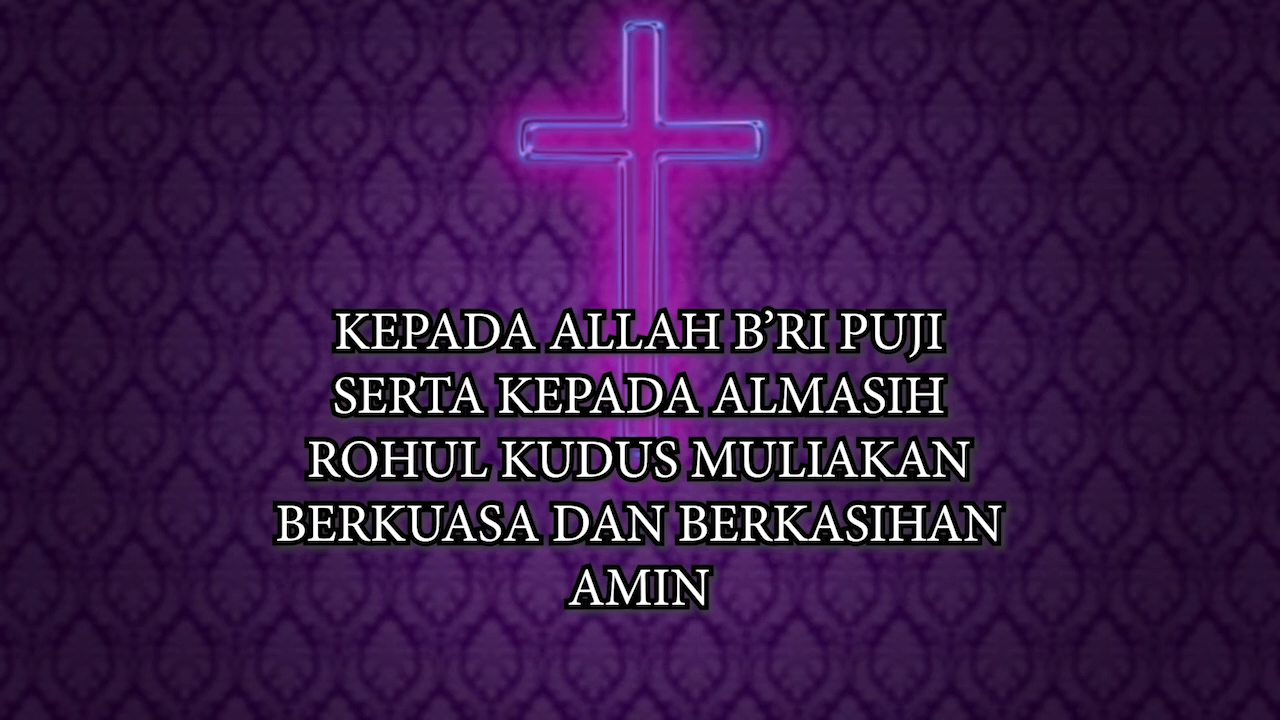 KEPADA ALLAH B’RI PUJI
SERTA KEPADA ALMASIH
ROHUL KUDUS MULIAKAN
BERKUASA DAN BERKASIHAN
AMIN